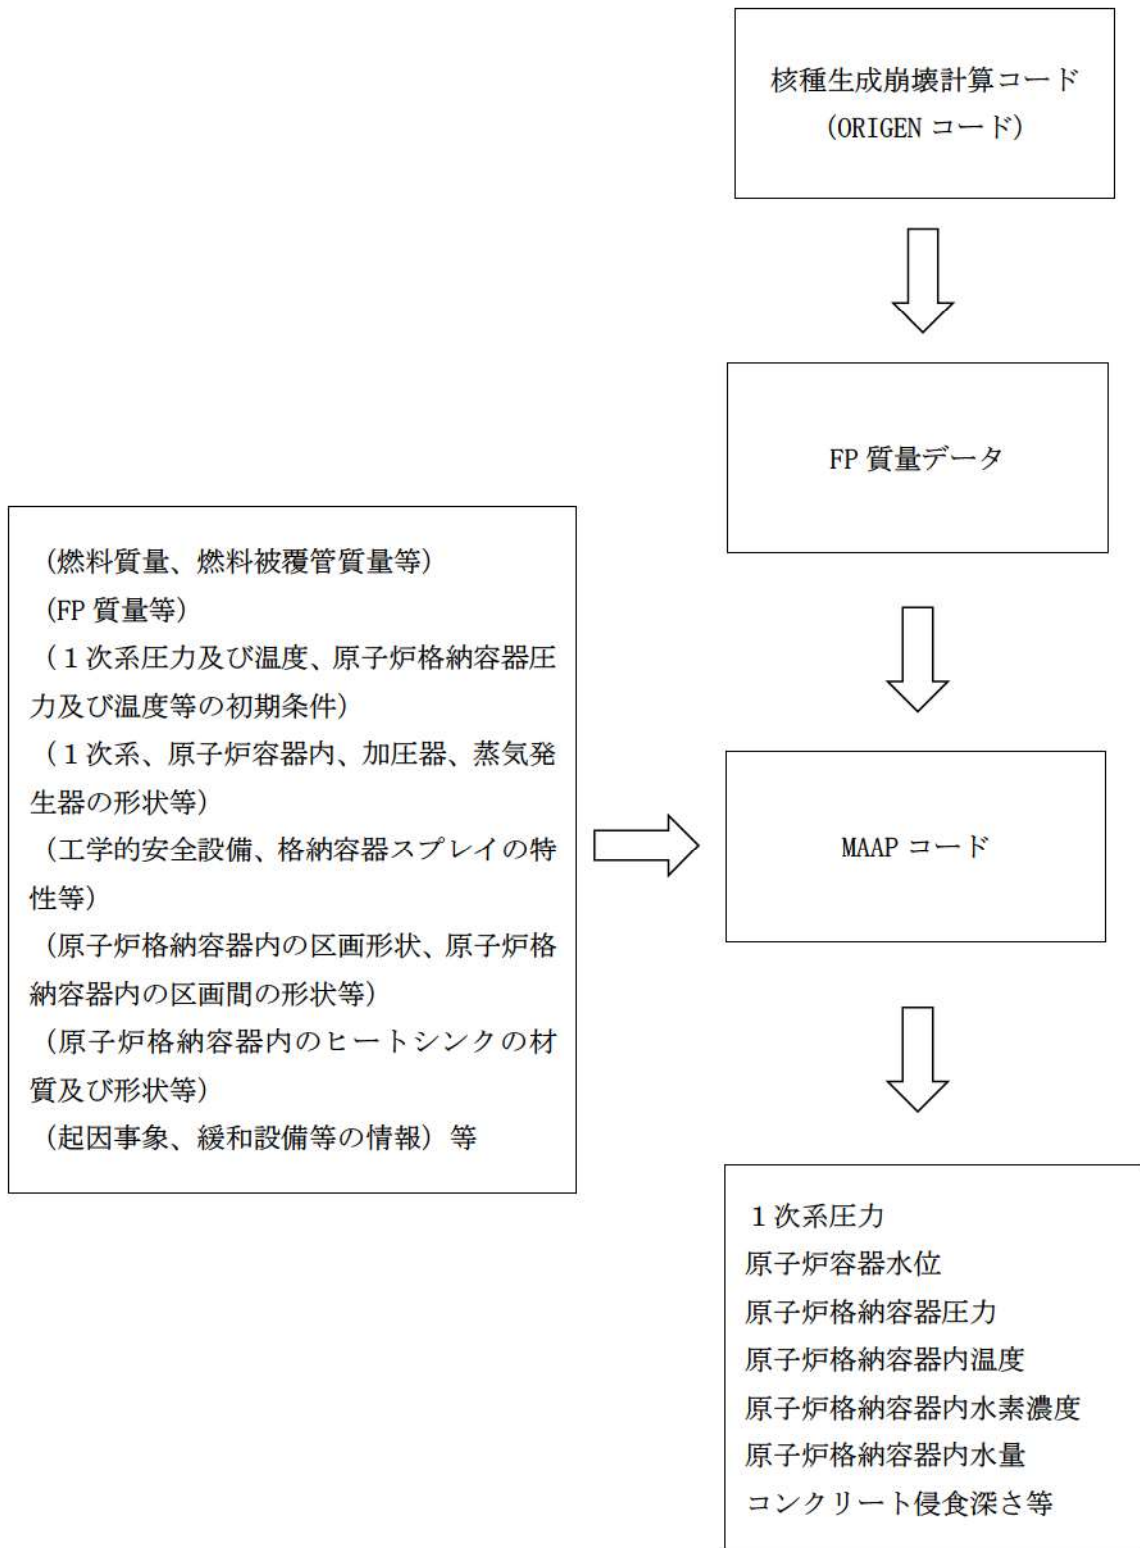 核種生成崩壊計算コード
(ORIGEN コード)
FP 質量データ
(燃料質量、燃料被覆管質量等)
(FP 質量等)
(１次系圧力及び温度、原子炉格納容器圧
力及び温度等の初期条件)
(１次系、原子炉容器内、加圧器、蒸気発
生器の形状等)
(工学的安全設備、格納容器スプレイの特
性等)
(原子炉格納容器内の区画形状、原子炉格
納容器内の区画間の形状等)
(原子炉格納容器内のヒートシンクの材
質及び形状等)
(起因事象、緩和設備等の情報) 等
MAAP コード
１次系圧力
原子炉容器水位
原子炉格納容器圧力
原子炉格納容器内温度
原子炉格納容器内水素濃度
原子炉格納容器内水量
コンクリート侵食深さ等